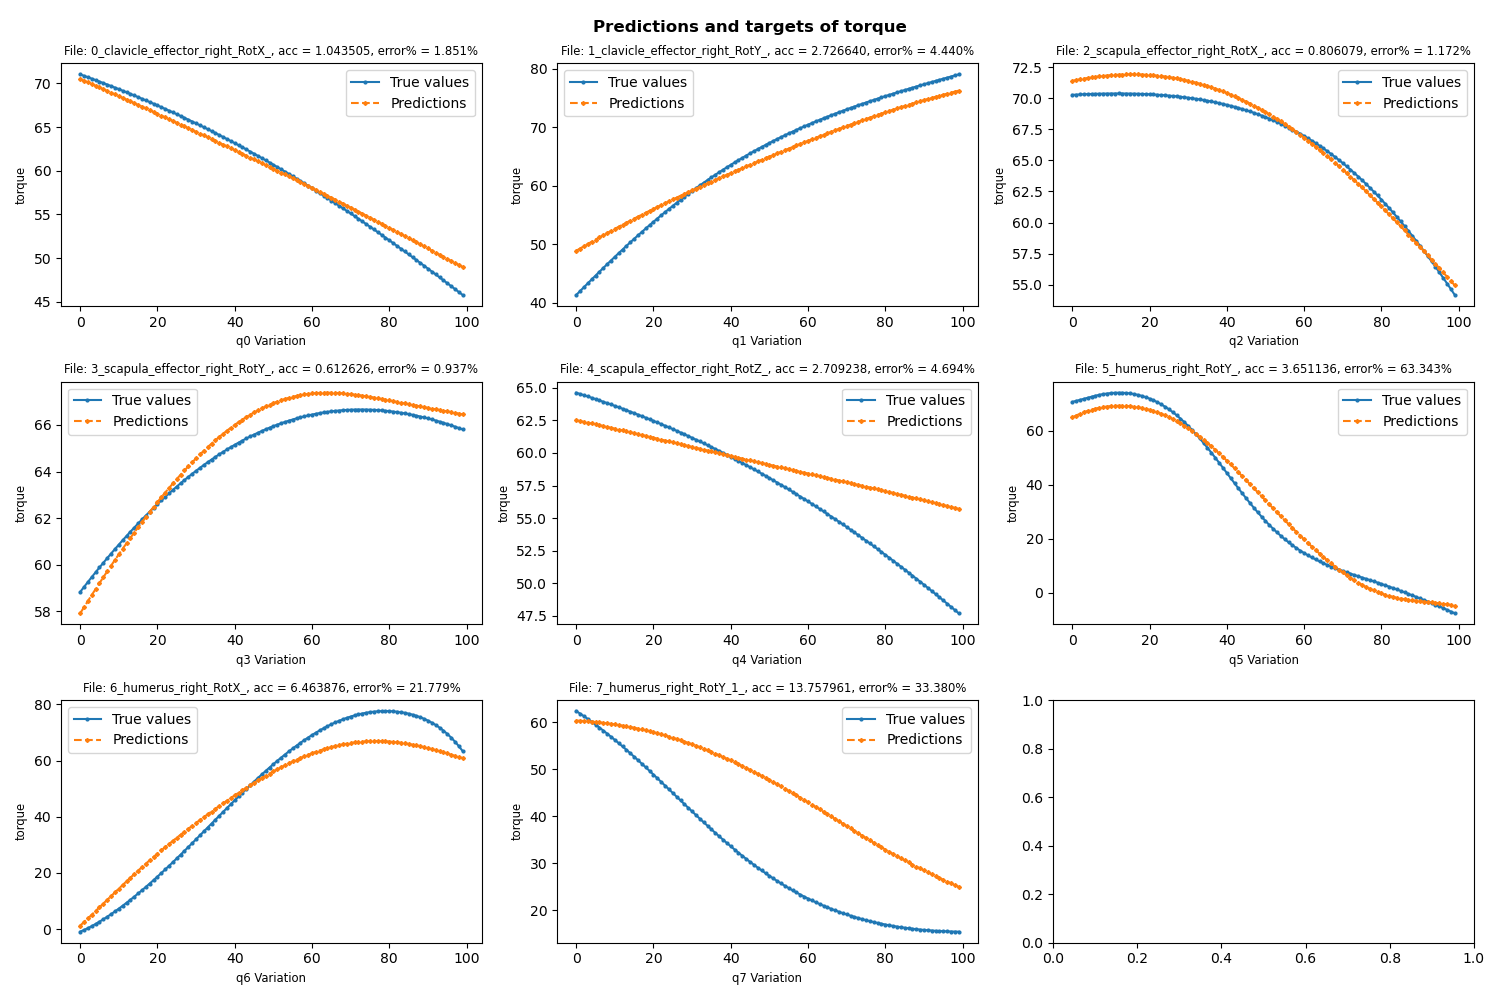 Predictions and targets of torque
File: 0_clavicle_effector_right_RotX_, acc = 1.043505, error% = 1.851%
True values
Predictions
torque
70
65
60
55
50
45
0 20 40 60 80 100
q0 Variation
File: 1_clavicle_effector_right_RotY_, acc = 2.726640, error% = 4.440%
True values
Predictions
torque
80
70
60
50
40
0 20 40 60 80 100
q1 Variation
File: 2_scapula_effector_right_RotX_, acc = 0.806079, error% = 1.172%
True values
Predictions
torque
72.5
70.0
67.5
65.0
62.5
60.0
57.5
55.0
0 20 40 60 80 100
q2 Variation
File: 3_scapula_effector_right_RotY_, acc = 0.612626, error% = 0.937%
True values
Predictions
torque
66
64
62
60
58
0 20 40 60 80 100
q3 Variation
File: 4_scapula_effector_right_RotZ_, acc = 2.709238, error% = 4.694%
True values
Predictions
torque
65.0
62.5
60.0
57.5
55.0
52.5
50.0
47.5
0 20 40 60 80 100
q4 Variation
File: 5_humerus_right_RotY_, acc = 3.651136, error% = 63.343%
True values
Predictions
torque
60
40
20
0
0 20 40 60 80 100
q5 Variation
File: 6_humerus_right_RotX_, acc = 6.463876, error% = 21.779%
True values
Predictions
torque
80
60
40
20
0
0 20 40 60 80 100
q6 Variation
File: 7_humerus_right_RotY_1_, acc = 13.757961, error% = 33.380%
True values
Predictions
torque
60
50
40
30
20
0 20 40 60 80 100
q7 Variation
1.0
0.8
0.6
0.4
0.2
0.0
0.0 0.2 0.4 0.6 0.8 1.0